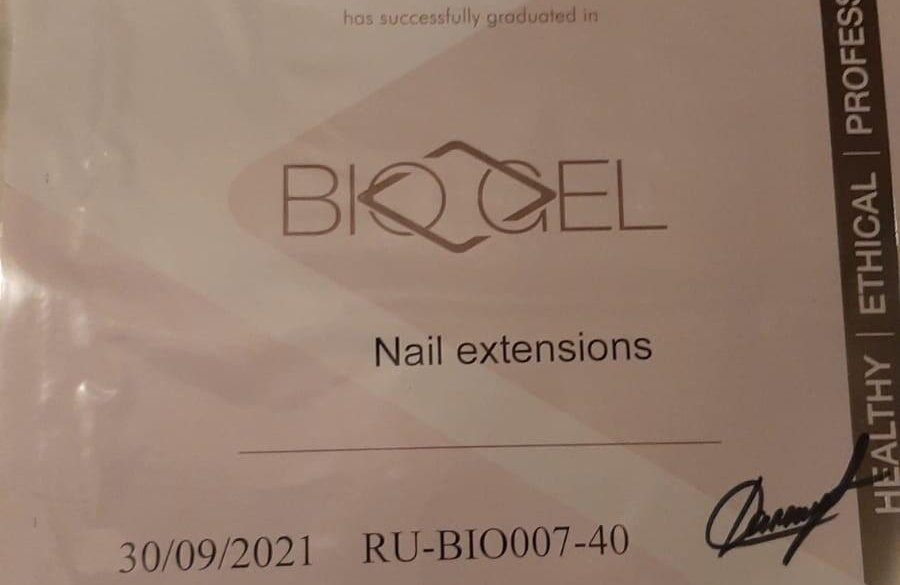 has successfully graduated in
BIO GEL
Nail extensions
30/09/2021 RU-BIO007-40
HEALTHY | ETHICAL | PROFESS